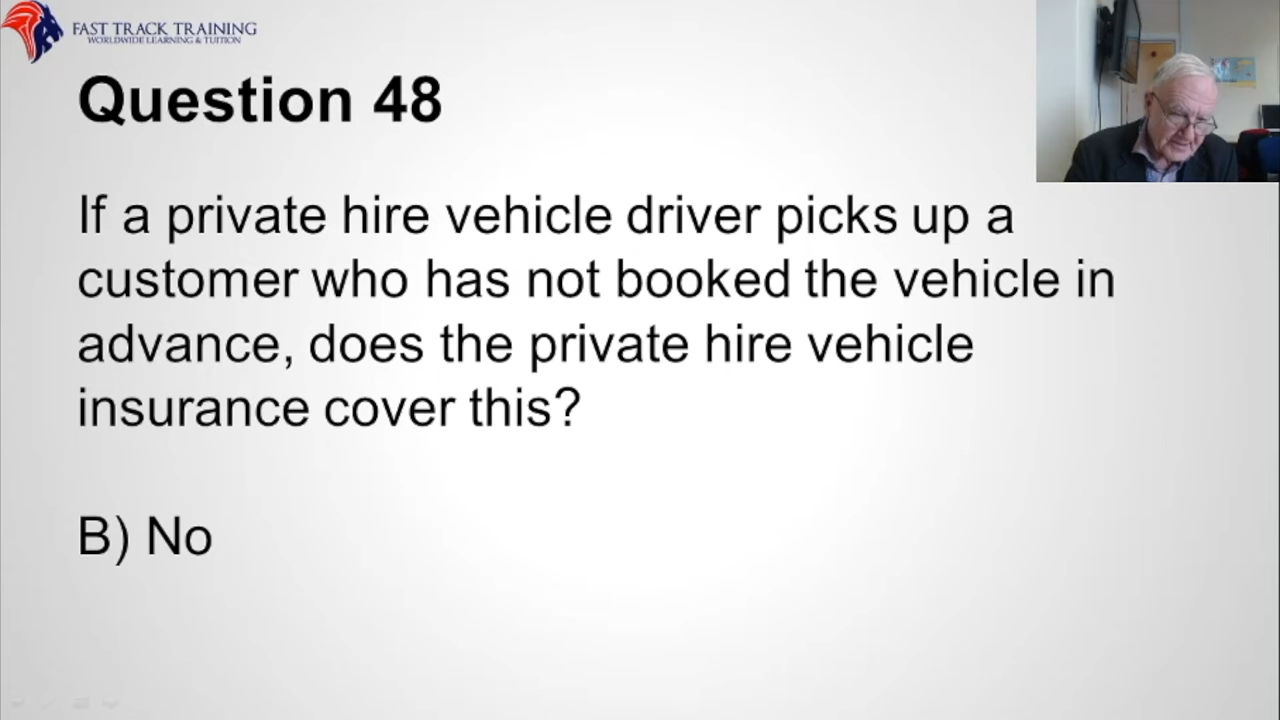 FAST TRACK TRAINING
WORLDWIDE LEARNING & TUITION
Question 48
If a private hire vehicle driver picks up a
customer who has not booked the vehicle in
advance, does the private hire vehicle
insurance cover this?
B) No